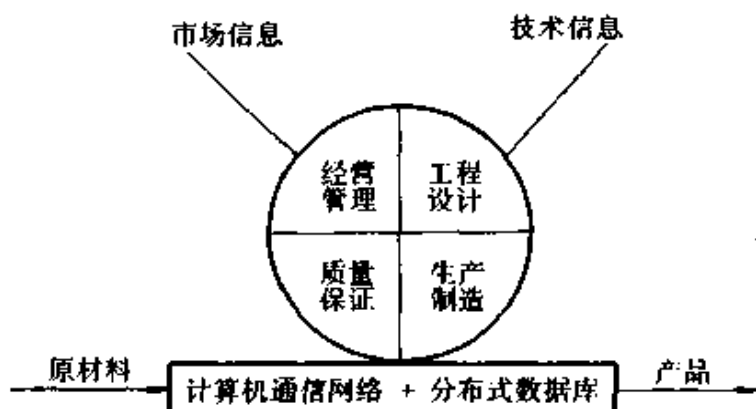 市场信息
技术信息
经营
管理
工程
设计
质量
保证
生产
制造
原材料
计算机通信网络 + 分布式数据库
产品